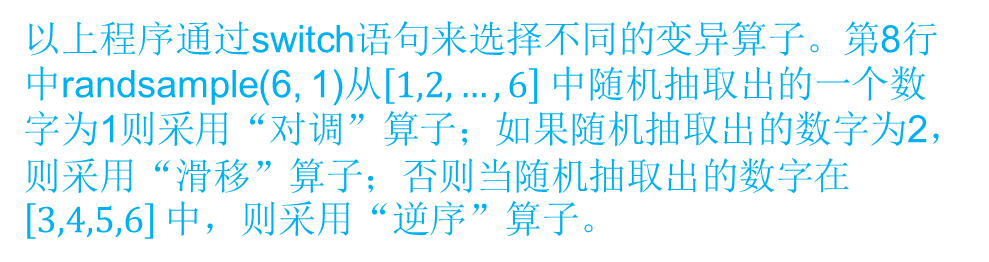 以上程序通过switch语句来选择不同的变异算子。第8行
中randsample(6, 1)从[1,2, …, 6] 中随机抽取出的一个数
字为1则采用“对调”算子；如果随机抽取出的数字为2，
则采用“滑移”算子；否则当随机抽取出的数字在
[3,4,5,6] 中，则采用“逆序”算子。